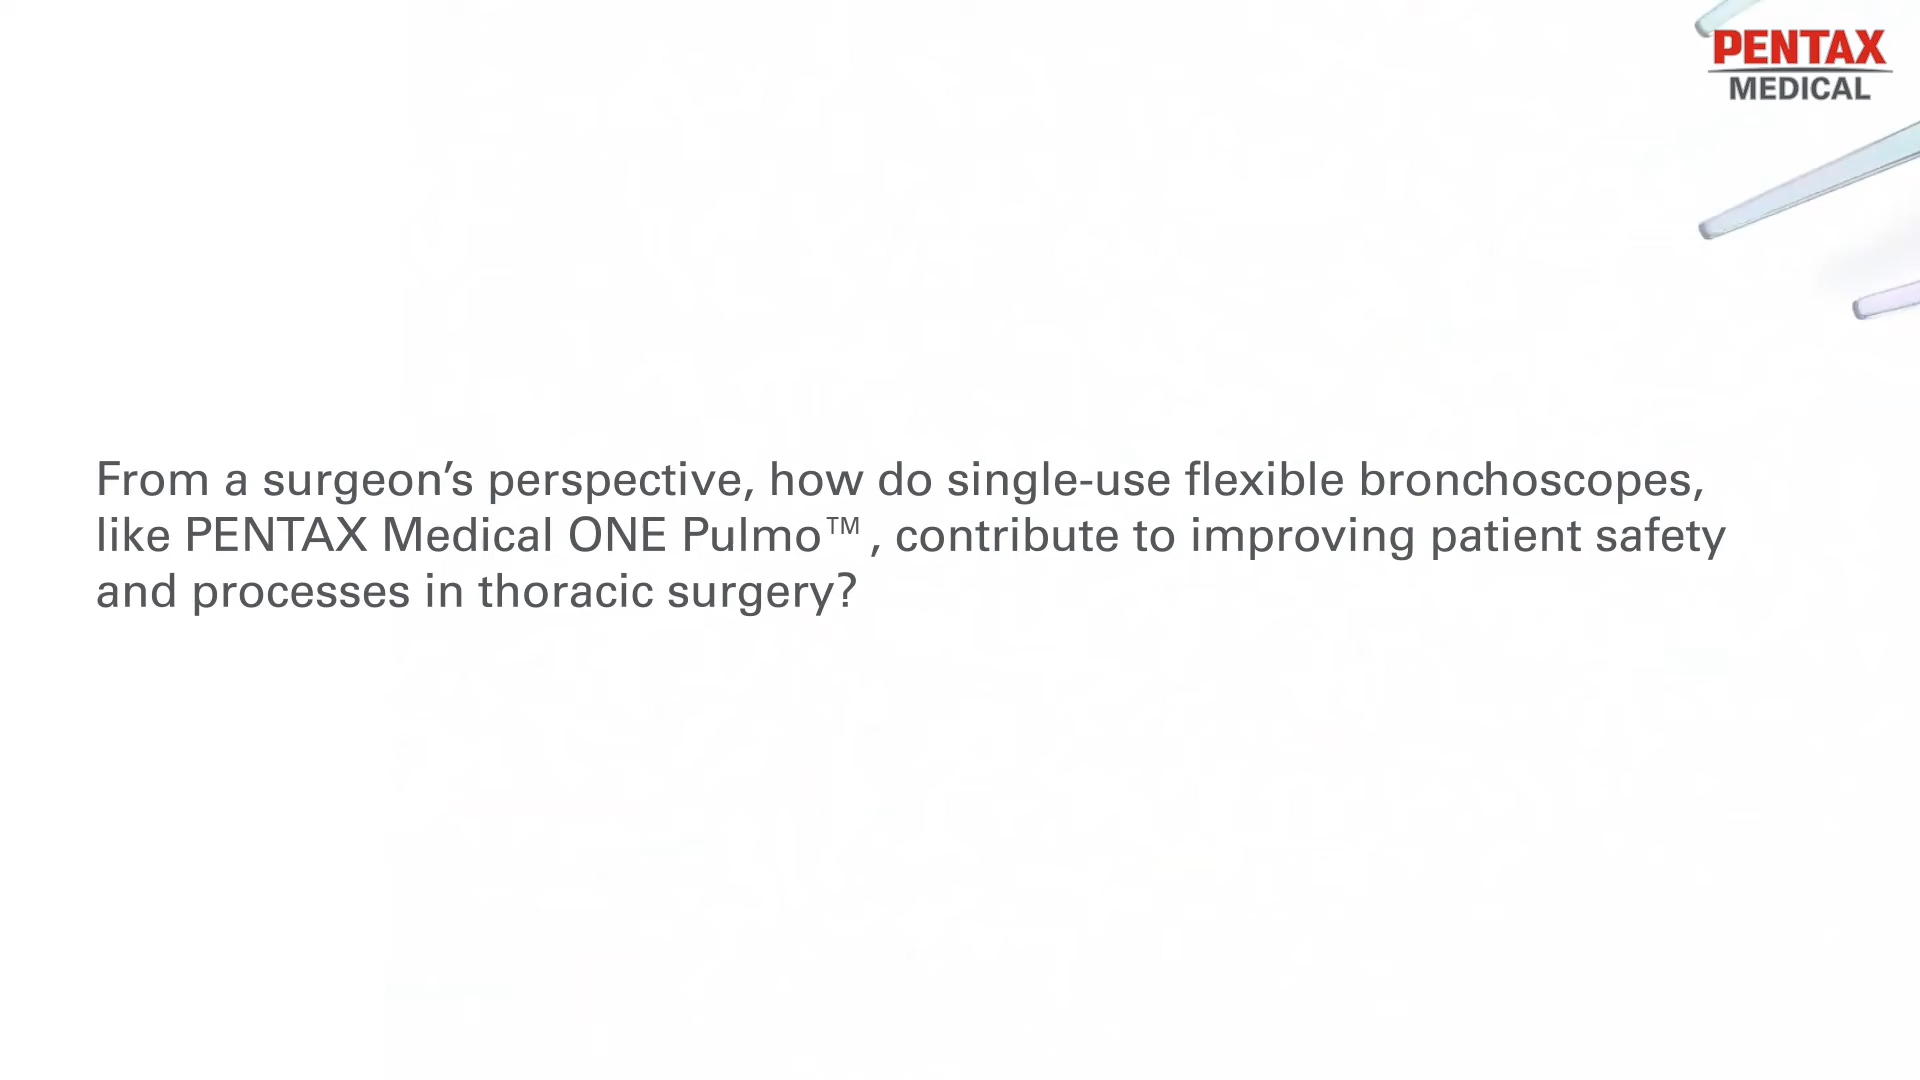 PENTAX
MEDICAL
From a surgeon’s perspective, how do single-use flexible bronchoscopes,
like PENTAX Medical ONE Pulmo™ , contribute to improving patient safety
and processes in thoracic surgery?